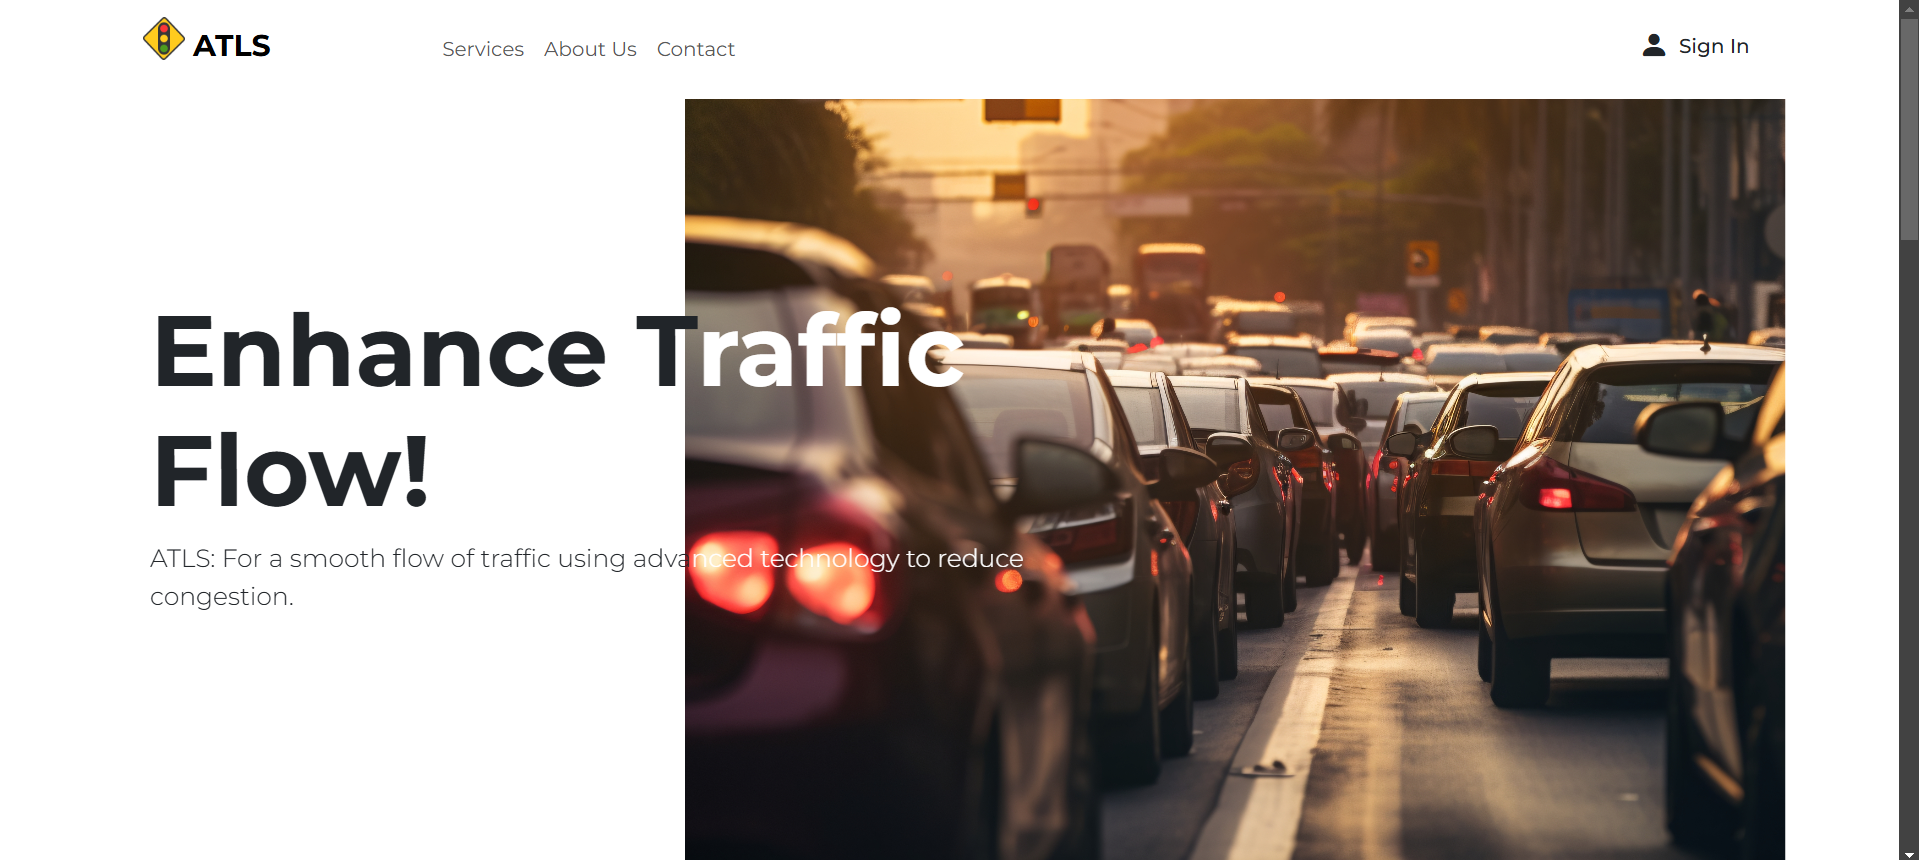 ATLS
Services About Us Contact
Sign In
Enhance Traffic
Flow!
ATLS: For a smooth flow of traffic using advanced technology to reduce
congestion.